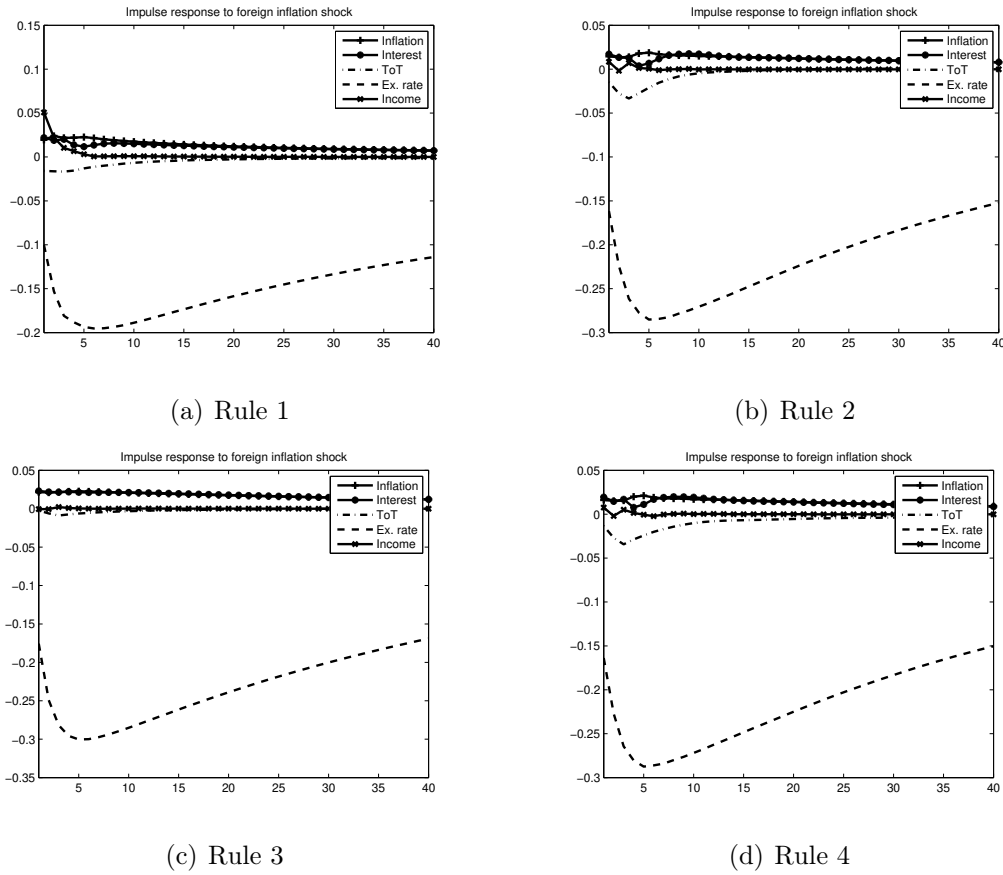 Impulse response to foreign inflation shock
0.15
0.1
0.05
0
−0.05
−0.1
−0.15
−0.2
5 10 15 20 25 30 35 40
Inflation
Interest
ToT
Ex. rate
Income
(a) Rule 1
Impulse response to foreign inflation shock
0.05
0
−0.05
−0.1
−0.15
−0.2
−0.25
−0.3
5 10 15 20 25 30 35 40
Inflation
Interest
ToT
Ex. rate
Income
(b) Rule 2
Impulse response to foreign inflation shock
0.05
0
−0.05
−0.1
−0.15
−0.2
−0.25
−0.3
−0.35
5 10 15 20 25 30 35 40
Inflation
Interest
ToT
Ex. rate
Income
(c) Rule 3
Impulse response to foreign inflation shock
0.05
0
−0.05
−0.1
−0.15
−0.2
−0.25
−0.3
5 10 15 20 25 30 35 40
Inflation
Interest
ToT
Ex. rate
Income
(d) Rule 4